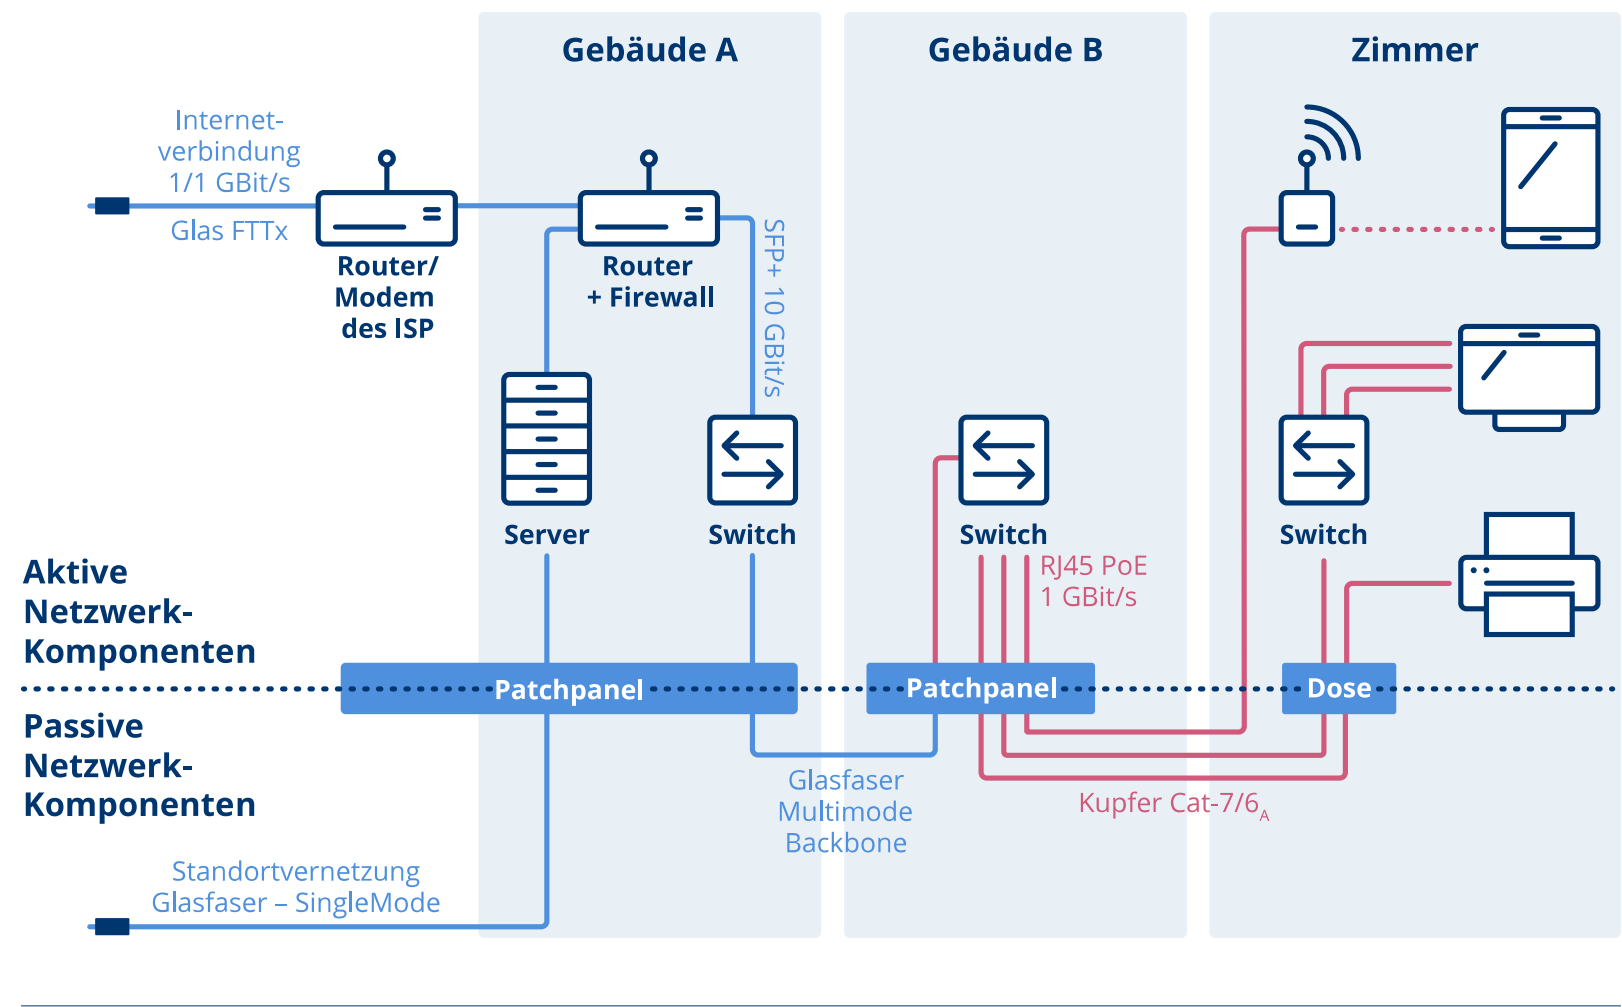 Gebäude A
Gebäude B
Zimmer
Internet-
verbindung
1/1 GBit/s
Glas FTTx
Router/
Modem
des ISP
Router
+ Firewall
SFP+ 10 GBit/s
Server
Switch
Switch
Switch
RJ45 PoE
1 GBit/s
Aktive
Netzwerk-
Komponenten
Patchpanel
Patchpanel
Dose
Passive
Netzwerk-
Komponenten
Glasfaser
Multimode
Backbone
Kupfer Cat-7/6A
Standortvernetzung
Glasfaser – SingleMode